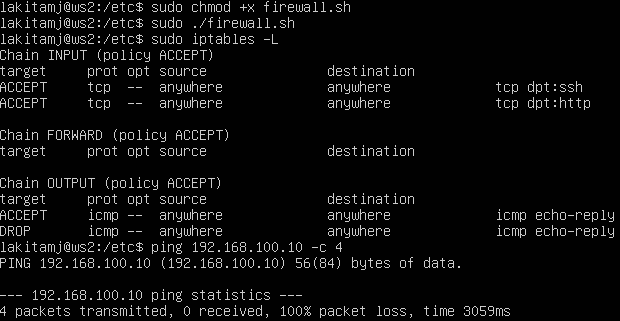 lakitamj@ws2:/etc$ sudo chmod +x firewall.sh
lakitamj@ws2:/etc$ sudo ./firewall.sh
lakitamj@ws2:/etc$ sudo iptables -L
Chain INPUT (policy ACCEPT)
target     prot opt source               destination
ACCEPT     tcp  --  anywhere             anywhere             tcp dpt:ssh
ACCEPT     tcp  --  anywhere             anywhere             tcp dpt:http

Chain FORWARD (policy ACCEPT)
target     prot opt source               destination

Chain OUTPUT (policy ACCEPT)
target     prot opt source               destination
ACCEPT     icmp --  anywhere             anywhere             icmp echo-reply
DROP       icmp --  anywhere             anywhere             icmp echo-reply
lakitamj@ws2:/etc$ ping 192.168.100.10 -c 4
PING 192.168.100.10 (192.168.100.10) 56(84) bytes of data.

--- 192.168.100.10 ping statistics ---
4 packets transmitted, 0 received, 100% packet loss, time 3059ms